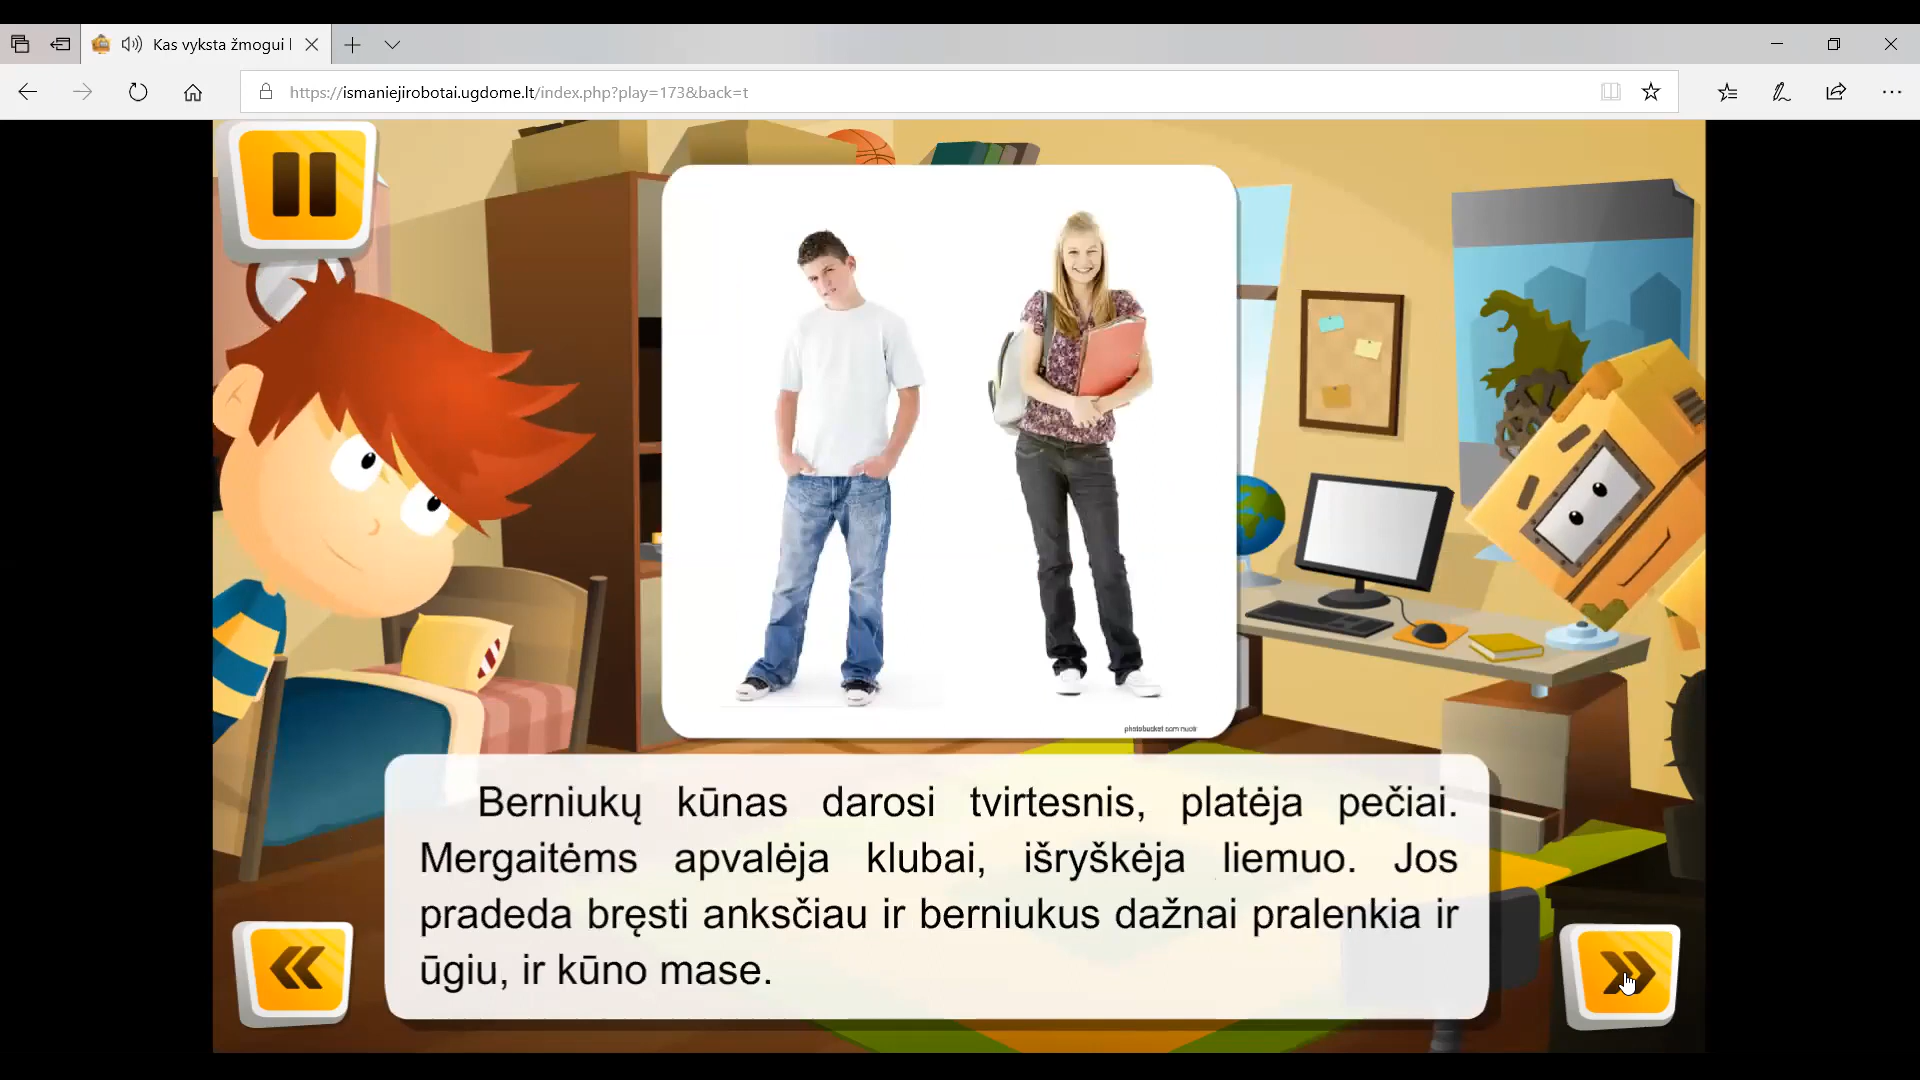 Kas vyksta žmogui
https://ismaniejirobotai.ugdome.lt/index.php?play=173&back=t
Berniukų kūnas darosi tvirtesnis, platėja pečiai.
Mergaitėms apvalėja klubai, išryškėja liemuo. Jos
pradeda bręsti anksčiau ir berniukus dažnai pralenkia ir
ūgiu, ir kūno mase.